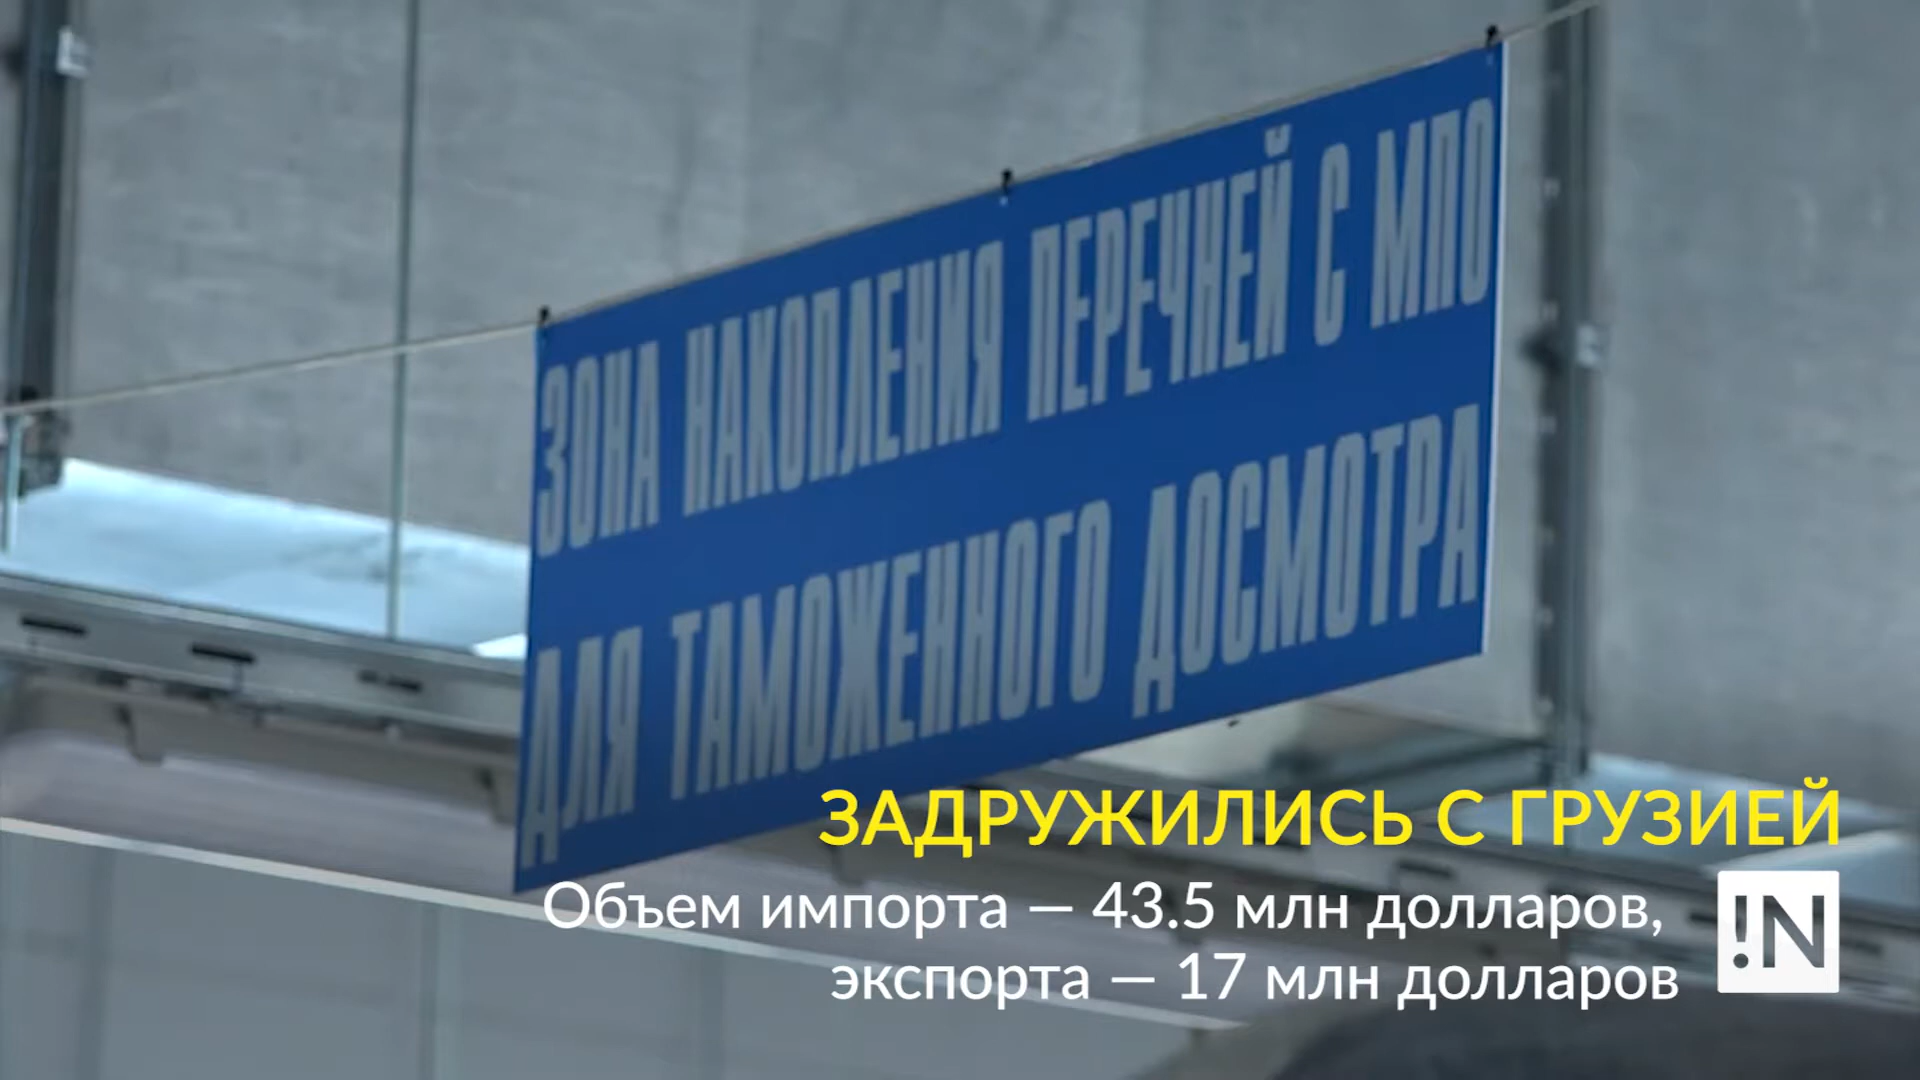 ЗОНА НАКОПЛЕНИЯ ПЕРЕЧНЕЙ С МПО
ДЛЯ ТАМОЖЕННОГО ДОСМОТРА
ЗАДРУЖИЛИСЬ С ГРУЗИЕЙ
Объем импорта — 43.5 млн долларов,
экспорта — 17 млн долларов
!N